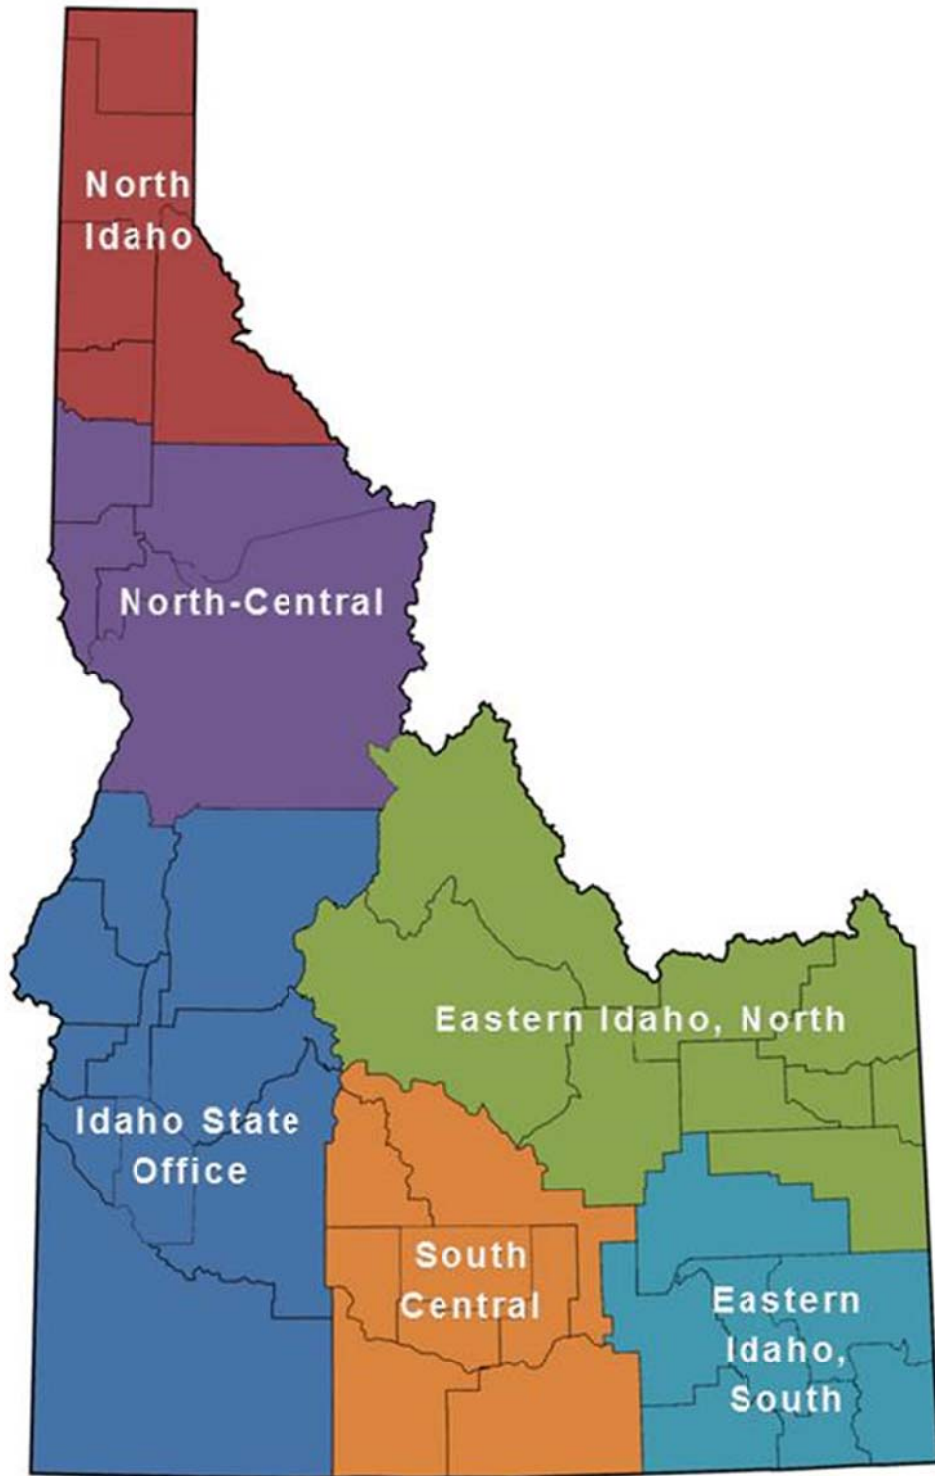 North
Idaho
North-Central
Eastern Idaho, North
Idaho State
Office
South
Central
Eastern
Idaho,
South